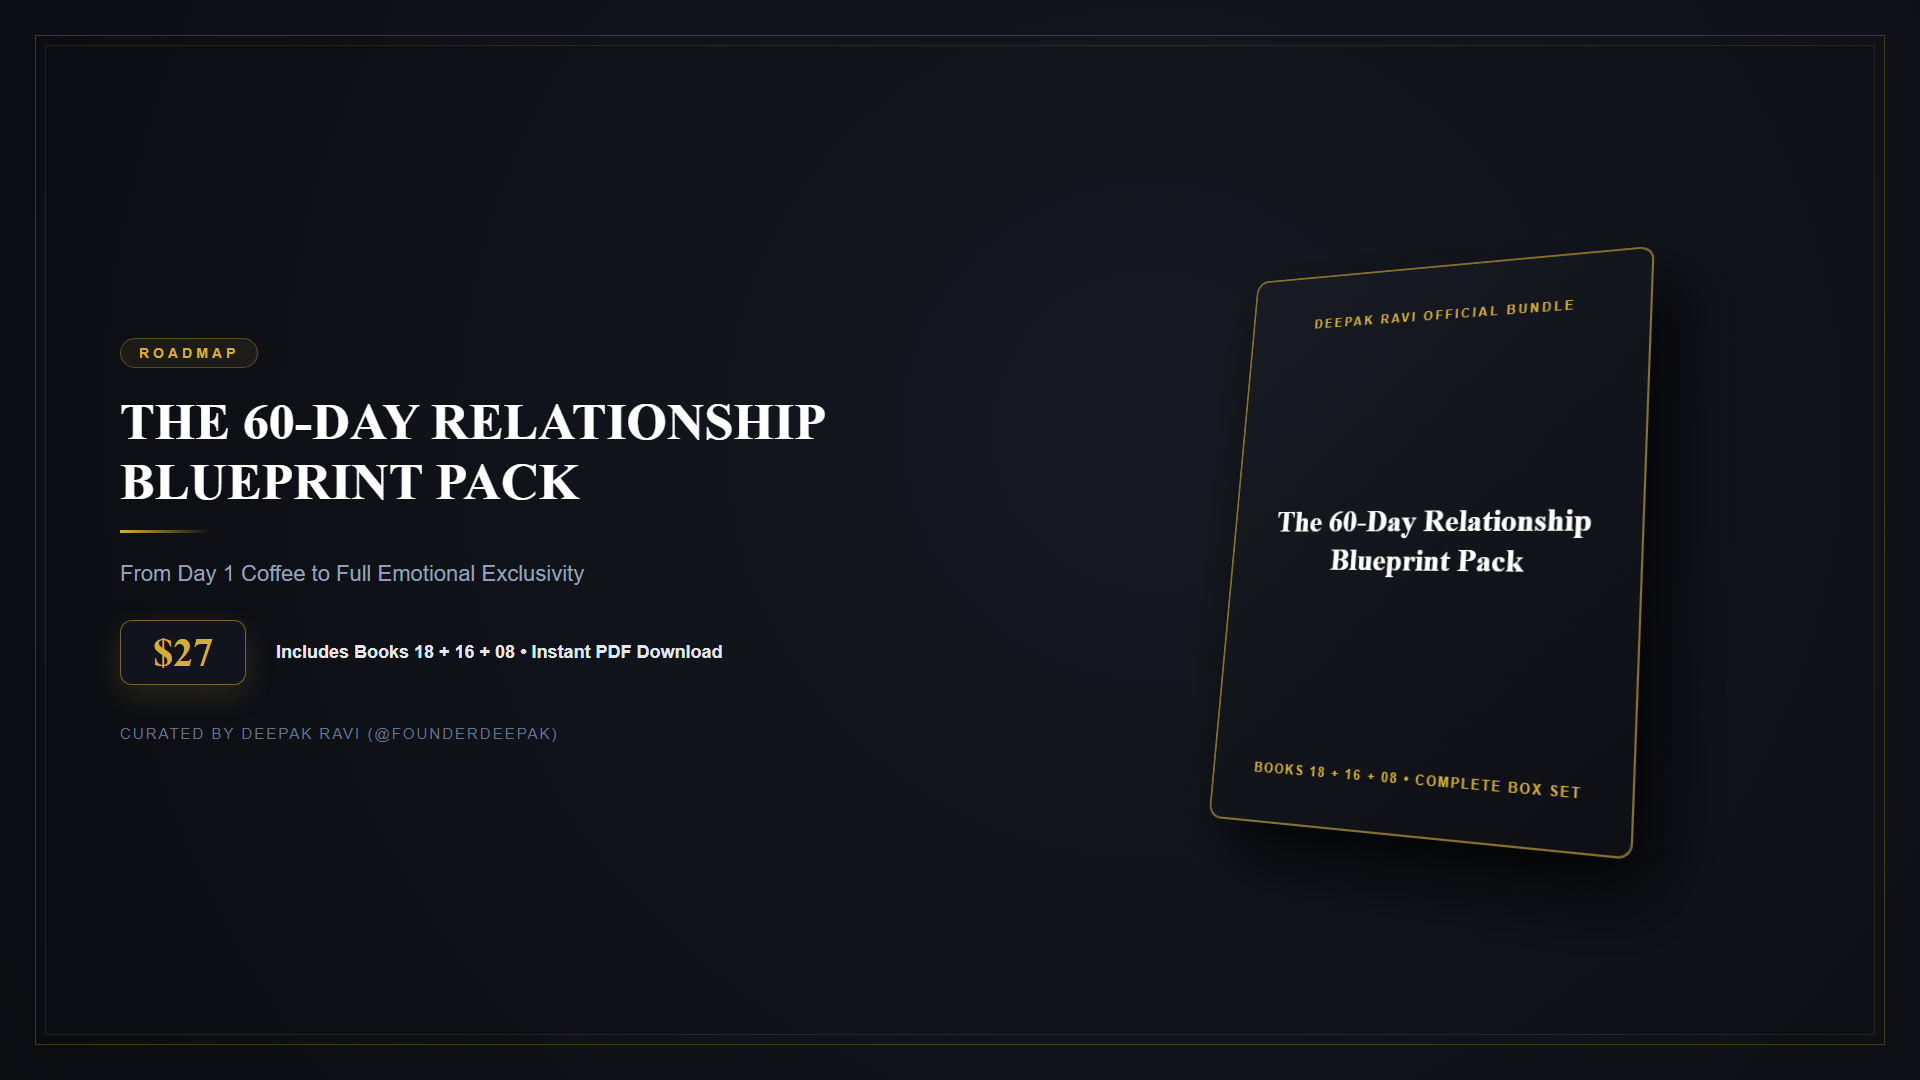 ROADMAP
THE 60-DAY RELATIONSHIP
BLUEPRINT PACK
From Day 1 Coffee to Full Emotional Exclusivity
$27
Includes Books 18 + 16 + 08 • Instant PDF Download
CURATED BY DEEPAK RAVI (@FOUNDERDEEPAK)
DEEPAK RAVI OFFICIAL BUNDLE
The 60-Day Relationship
Blueprint Pack
BOOKS 18 + 16 + 08 • COMPLETE BOX SET